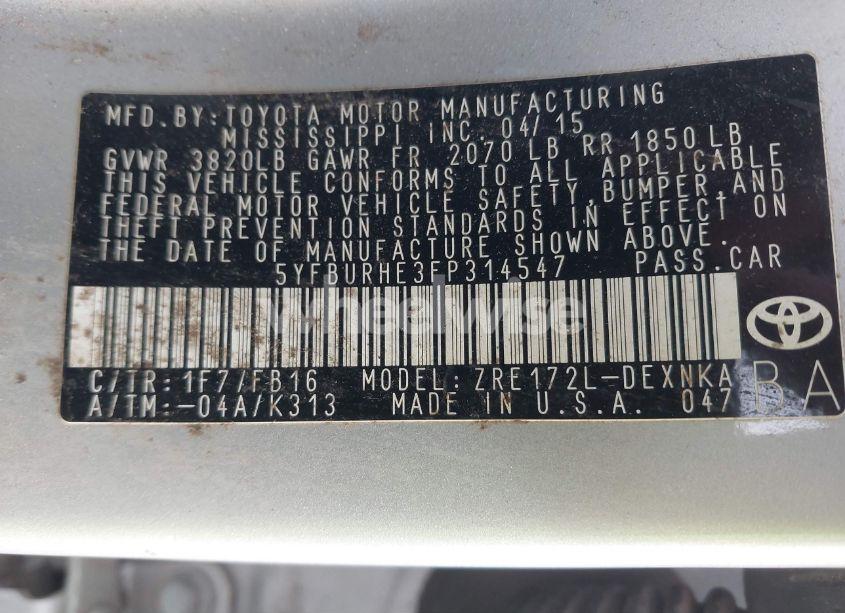 MFD. BY: TOYOTA MOTOR MANUFACTURING
MISSISSIPPI INC. 04/15
GVWR 3820LB GAWR FR 2070 LB RR 1850 LB
THIS VEHICLE CONFORMS TO ALL APPLICABLE
FEDERAL MOTOR VEHICLE SAFETY, BUMPER, AND
THEFT PREVENTION STANDARDS IN EFFECT ON
THE DATE OF MANUFACTURE SHOWN ABOVE.
5YFBURHE3FP314547 PASS. CAR
wheelwise
C/TR: 1F7/FB16 MODEL: ZRE172L-DEXNKA
A/TM: -04A/K313 MADE IN U.S.A. 047
BA